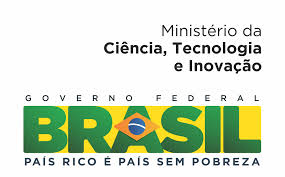 Ministério da
Ciência, Tecnologia
e Inovação
GOVERNO FEDERAL
BRASIL
PAÍS RICO É PAÍS SEM POBREZA